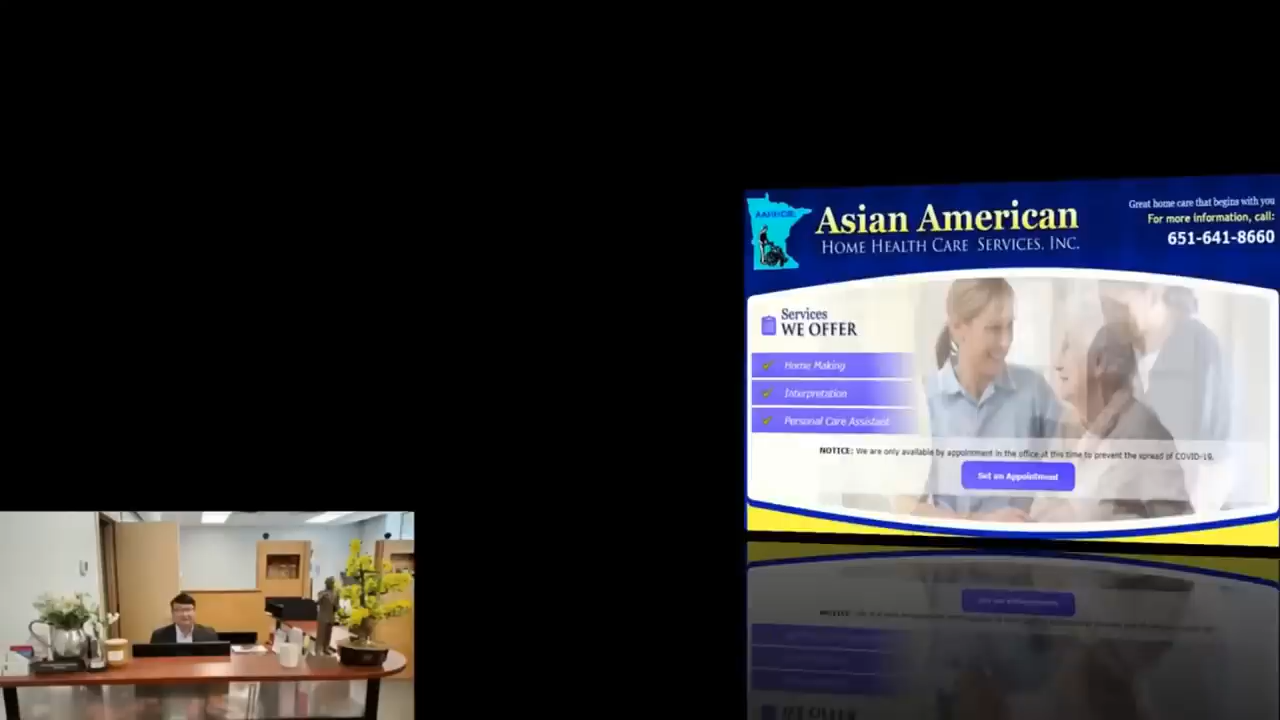 AAHHCSI
Asian American
HOME HEALTH CARE SERVICES, INC.
Great home care that begins with you
For more information, call:
651-641-8660
Services
WE OFFER
Home Making
Interpretation
Personal Care Assistant
NOTICE: We are only available by appointment in the office at this time to prevent the spread of COVID-19.
Set an Appointment